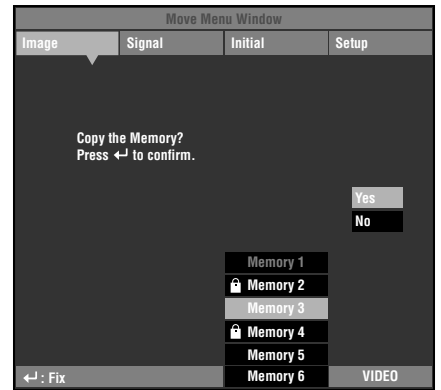 Move Menu Window
Image Signal Initial Setup
Copy the Memory?
Press ↵ to confirm.
Yes
No
Memory 1
Memory 2
Memory 3
Memory 4
Memory 5
↵ : Fix Memory 6 VIDEO